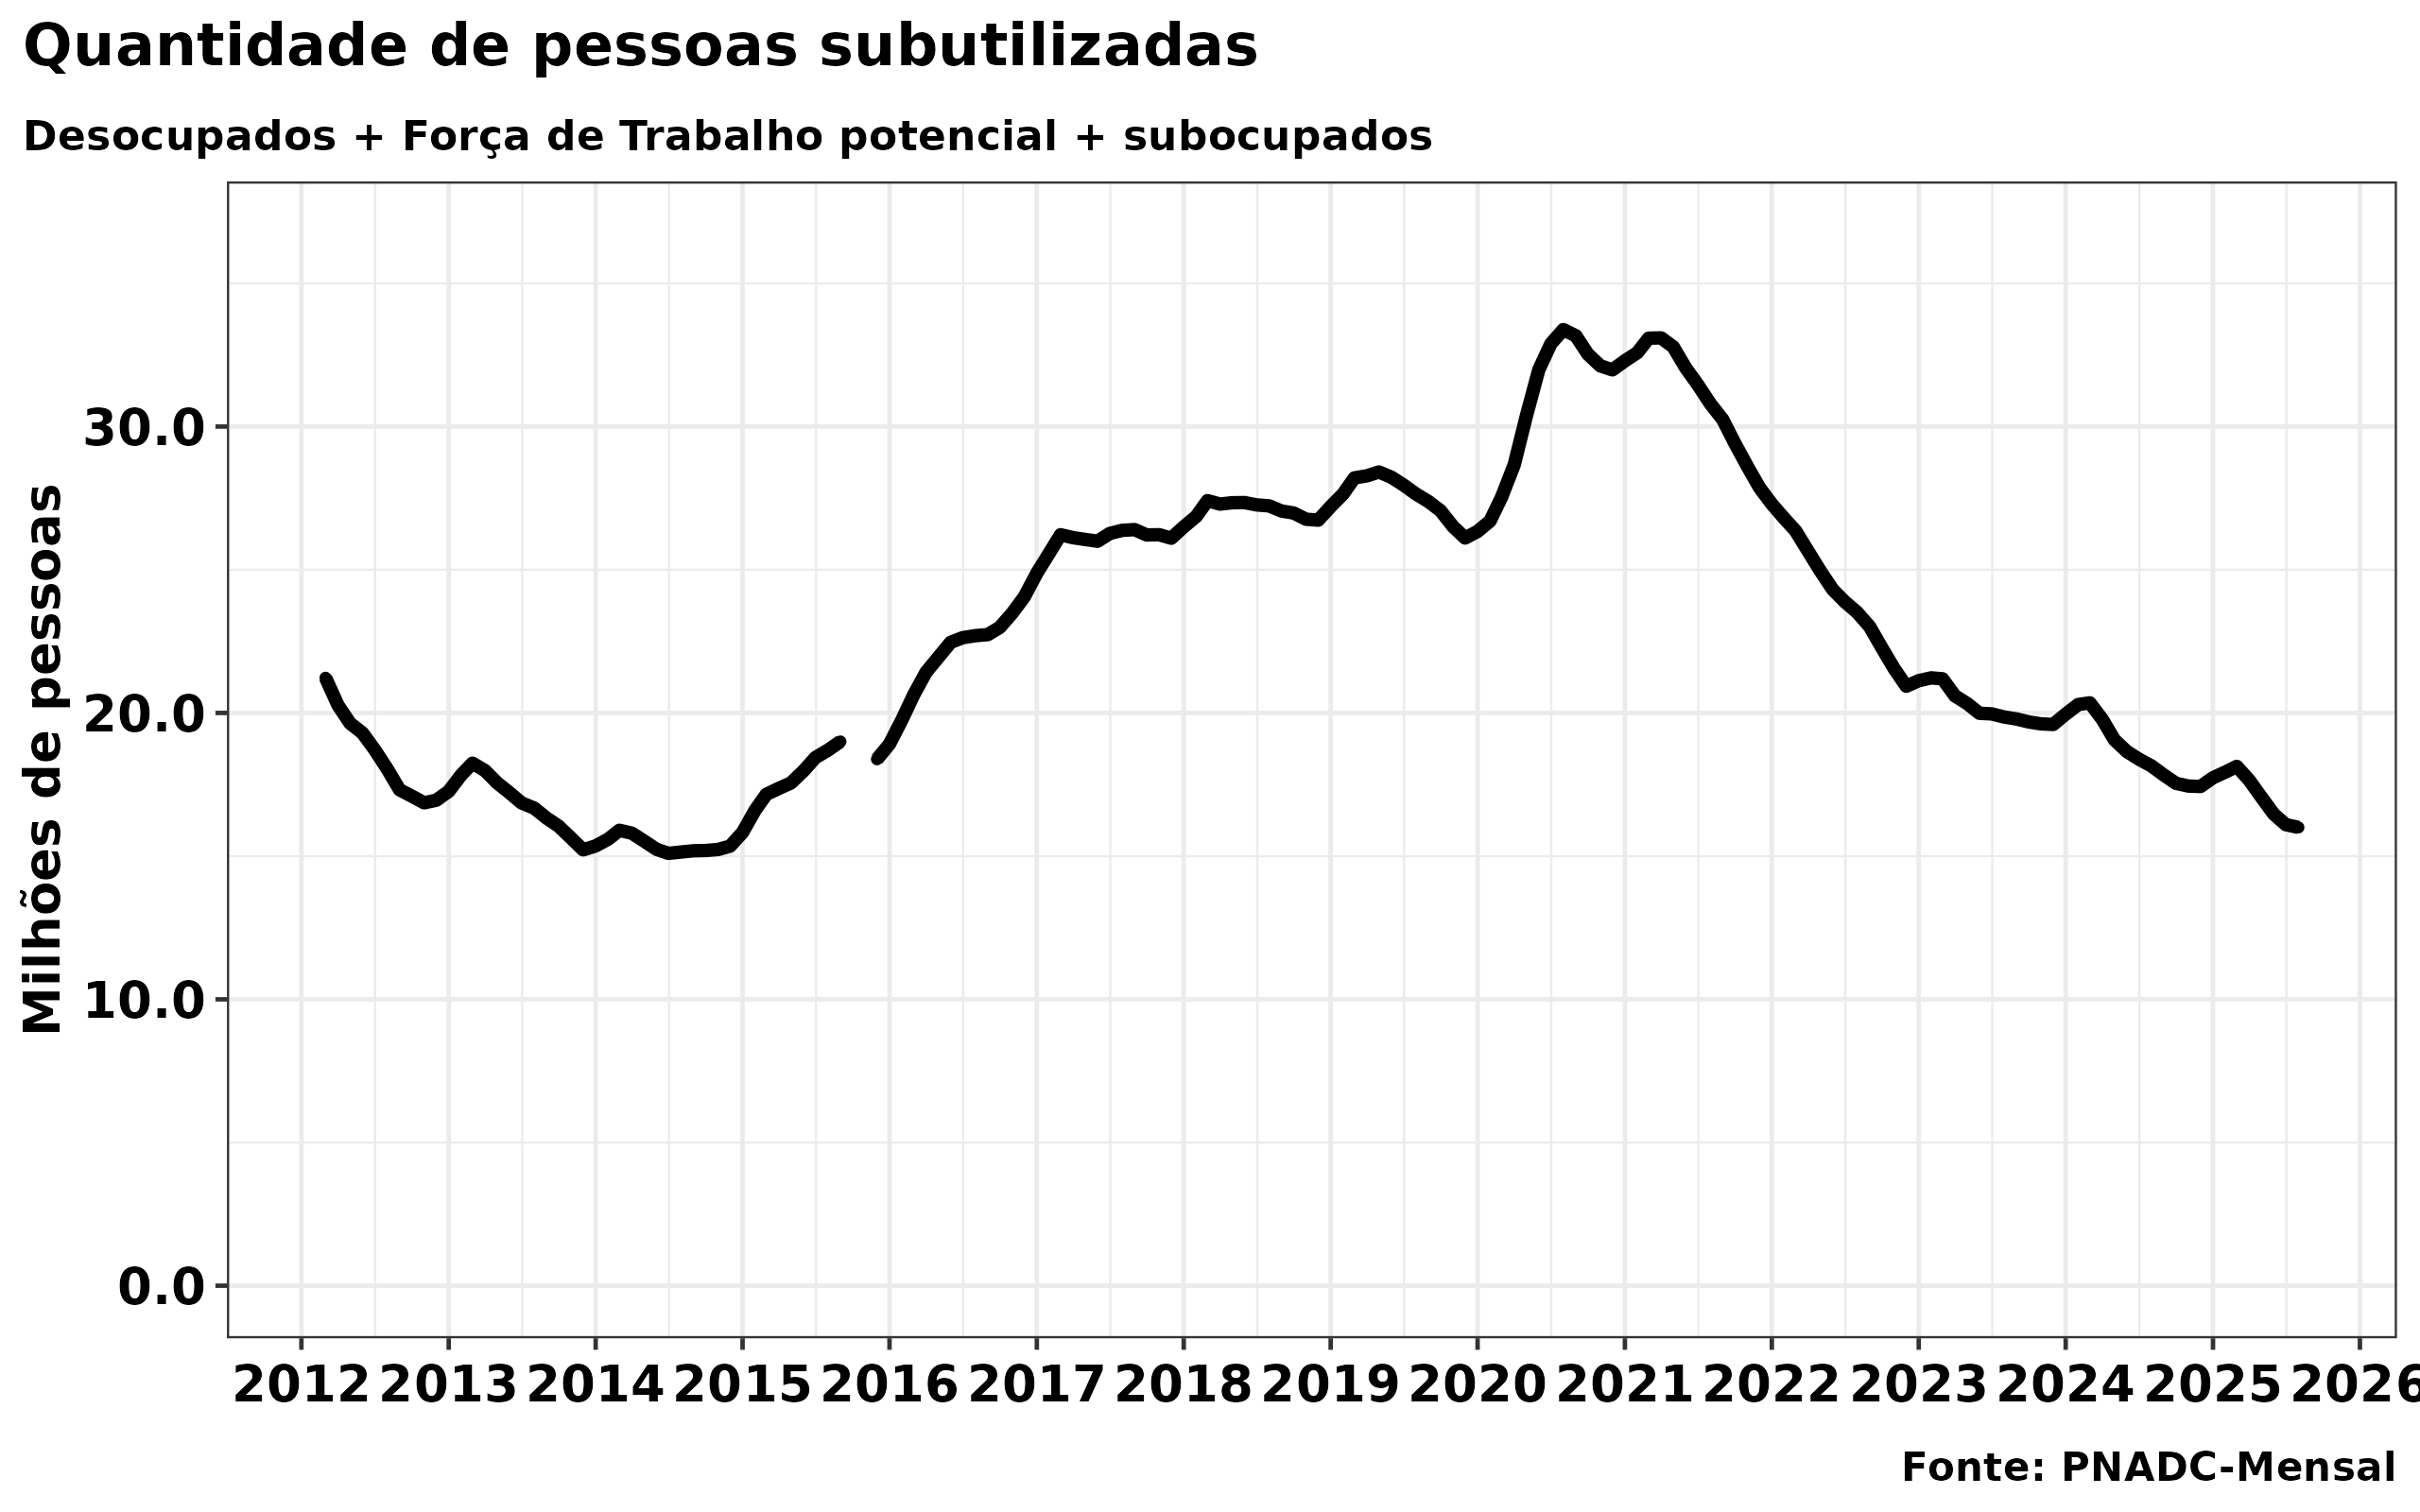 Quantidade de pessoas subutilizadas
Desocupados + Força de Trabalho potencial + subocupados
Milhões de pessoas
30.0
20.0
10.0
0.0
2012 2013 2014 2015 2016 2017 2018 2019 2020 2021 2022 2023 2024 2025 2026
Fonte: PNADC-Mensal